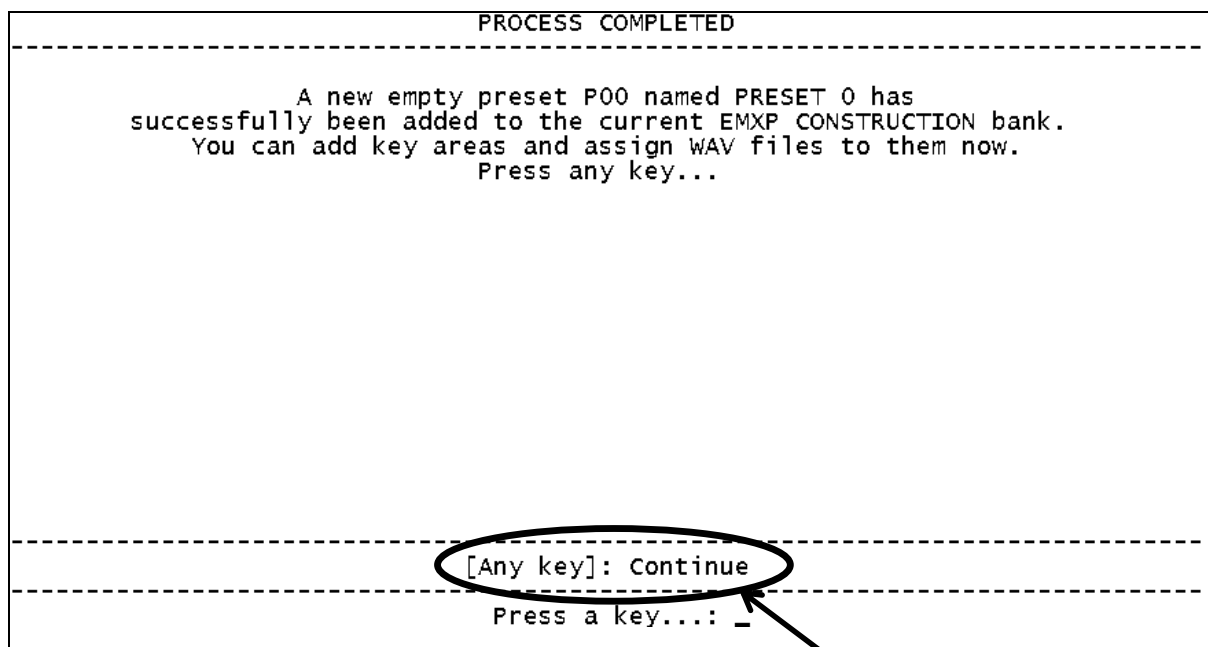 PROCESS COMPLETED
A new empty preset P00 named PRESET 0 has
successfully been added to the current EMXP CONSTRUCTION bank.
You can add key areas and assign WAV files to them now.
Press any key...
[Any key]: Continue
Press a key...: _